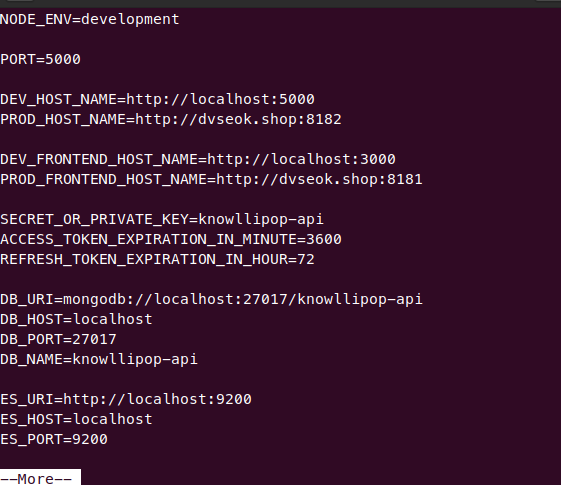 NODE_ENV=development
PORT=5000
DEV_HOST_NAME=http://localhost:5000
PROD_HOST_NAME=http://dvseok.shop:8182
DEV_FRONTEND_HOST_NAME=http://localhost:3000
PROD_FRONTEND_HOST_NAME=http://dvseok.shop:8181
SECRET_OR_PRIVATE_KEY=knowllipop-api
ACCESS_TOKEN_EXPIRATION_IN_MINUTE=3600
REFRESH_TOKEN_EXPIRATION_IN_HOUR=72
DB_URI=mongodb://localhost:27017/knowllipop-api
DB_HOST=localhost
DB_PORT=27017
DB_NAME=knowllipop-api
ES_URI=http://localhost:9200
ES_HOST=localhost
ES_PORT=9200
--More--